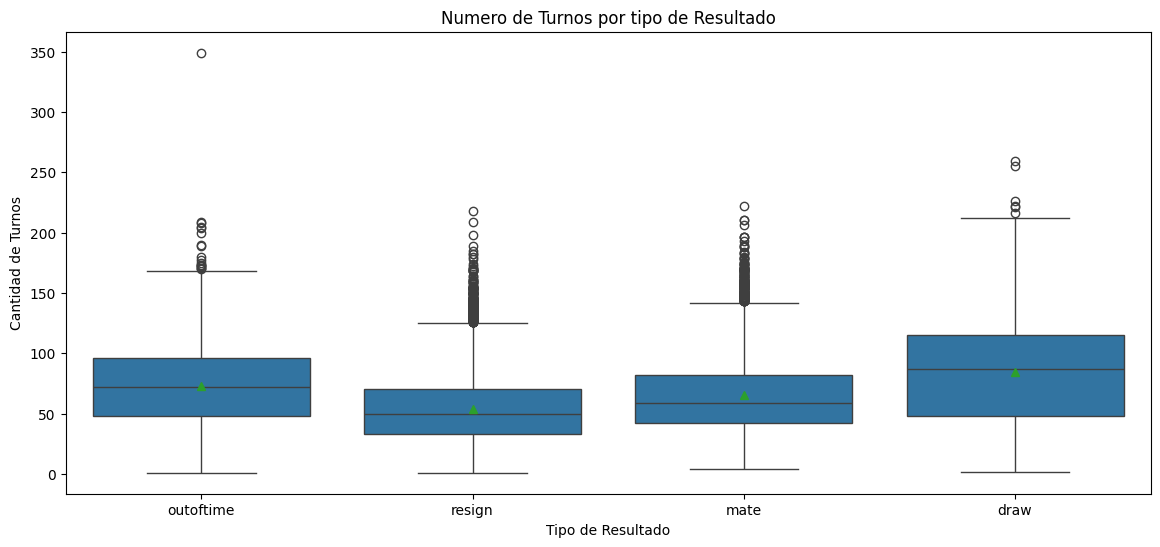 Numero de Turnos por tipo de Resultado
Cantidad de Turnos
350
300
250
200
150
100
50
0
outoftime resign mate draw
Tipo de Resultado